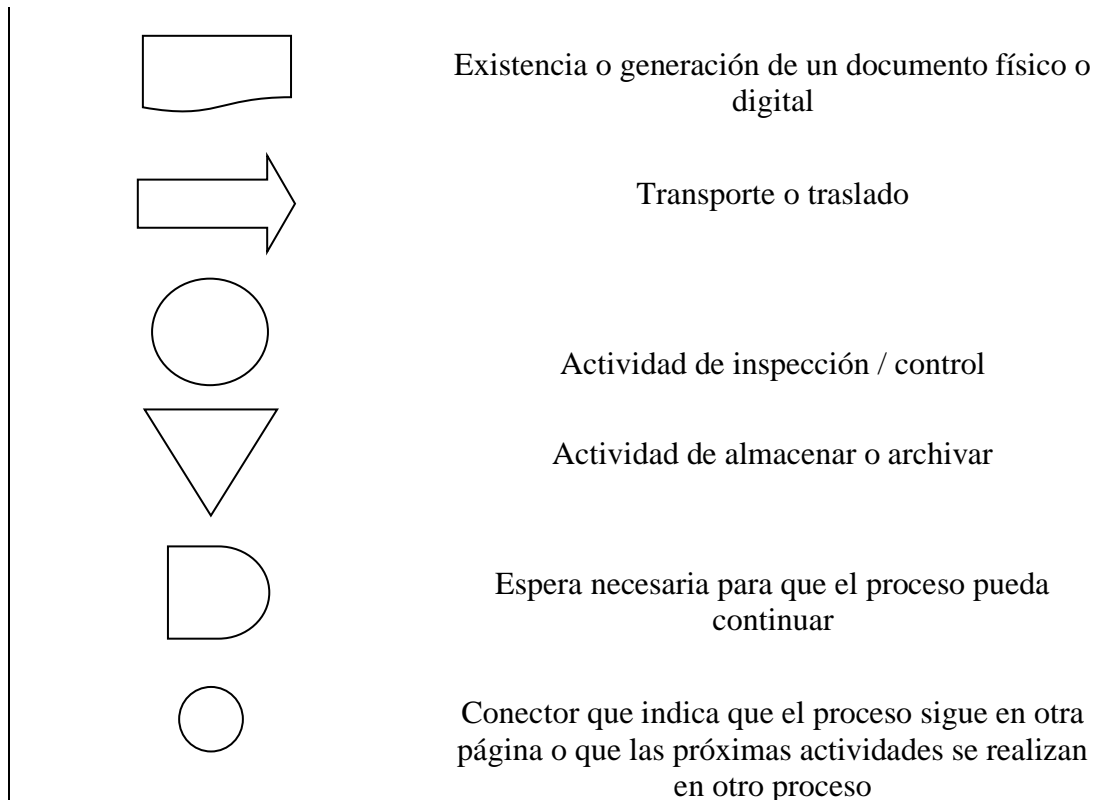 Existencia o generación de un documento físico o
digital
Transporte o traslado
Actividad de inspección / control
Actividad de almacenar o archivar
Espera necesaria para que el proceso pueda
continuar
Conector que indica que el proceso sigue en otra
página o que las próximas actividades se realizan
en otro proceso